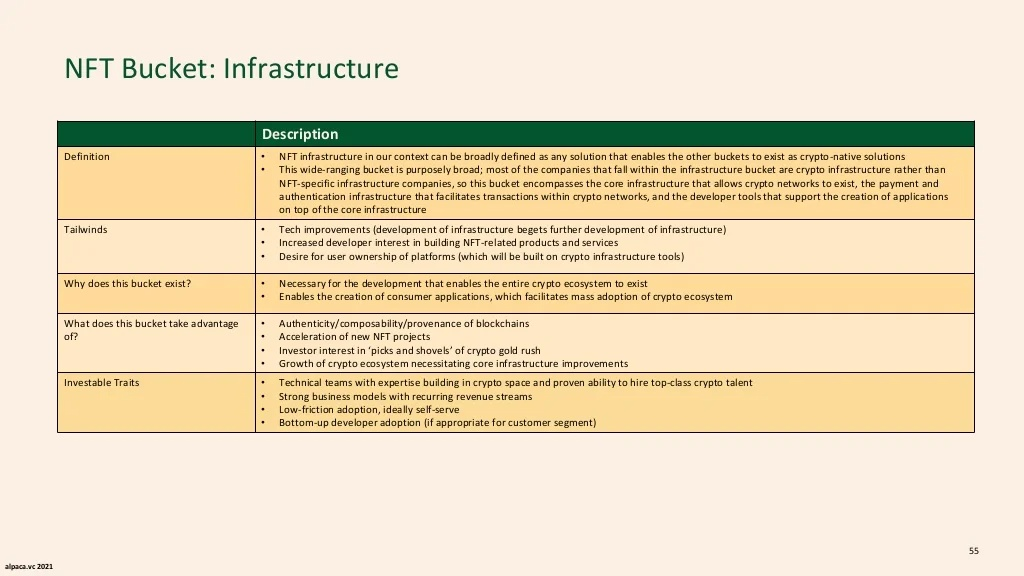 NFT Bucket: Infrastructure
Description
Definition
• NFT infrastructure in our context can be broadly defined as any solution that enables the other buckets to exist as crypto-native solutions
• This wide-ranging bucket is purposely broad; most of the companies that fall within the infrastructure bucket are crypto infrastructure rather than
NFT-specific infrastructure companies, so this bucket encompasses the core infrastructure that allows crypto networks to exist, the payment and
authentication infrastructure that facilitates transactions within crypto networks, and the developer tools that support the creation of applications
on top of the core infrastructure
Tailwinds
• Tech improvements (development of infrastructure begets further development of infrastructure)
• Increased developer interest in building NFT-related products and services
• Desire for user ownership of platforms (which will be built on crypto infrastructure tools)
Why does this bucket exist?
• Necessary for the development that enables the entire crypto ecosystem to exist
• Enables the creation of consumer applications, which facilitates mass adoption of crypto ecosystem
What does this bucket take advantage
of?
• Authenticity/composability/provenance of blockchains
• Acceleration of new NFT projects
• Investor interest in ‘picks and shovels’ of crypto gold rush
• Growth of crypto ecosystem necessitating core infrastructure improvements
Investable Traits
• Technical teams with expertise building in crypto space and proven ability to hire top-class crypto talent
• Strong business models with recurring revenue streams
• Low-friction adoption, ideally self-serve
• Bottom-up developer adoption (if appropriate for customer segment)
55
alpaca.vc 2021